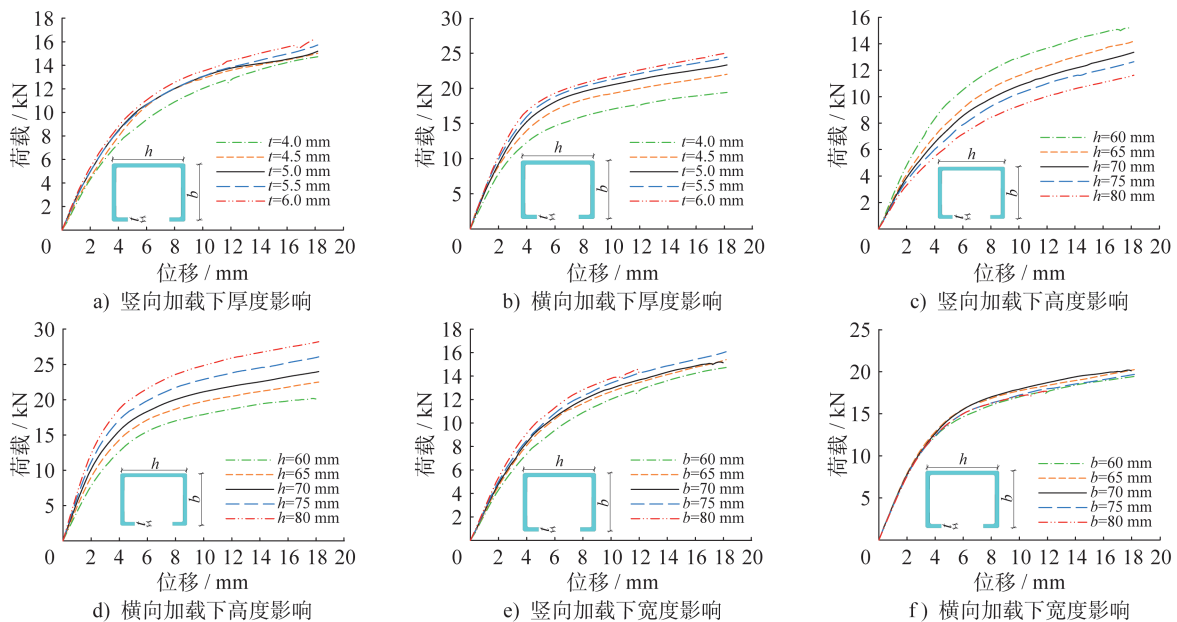 荷载 / kN
18
16
14
12
10
8
6
4
2
0
2 4 6 8 10 12 14 16 18 20
位移 / mm
t=4.0 mm
t=4.5 mm
t=5.0 mm
t=5.5 mm
t=6.0 mm
h
b
t
a) 竖向加载下厚度影响
荷载 / kN
30
25
20
15
10
5
0
2 4 6 8 10 12 14 16 18 20
位移 / mm
t=4.0 mm
t=4.5 mm
t=5.0 mm
t=5.5 mm
t=6.0 mm
h
b
t
b) 横向加载下厚度影响
荷载 / kN
16
14
12
10
8
6
4
2
0
2 4 6 8 10 12 14 16 18 20
位移 / mm
h=60 mm
h=65 mm
h=70 mm
h=75 mm
h=80 mm
h
b
t
c) 竖向加载下高度影响
荷载 / kN
30
25
20
15
10
5
0
2 4 6 8 10 12 14 16 18 20
位移 / mm
h=60 mm
h=65 mm
h=70 mm
h=75 mm
h=80 mm
h
b
t
d) 横向加载下高度影响
荷载 / kN
18
16
14
12
10
8
6
4
2
0
2 4 6 8 10 12 14 16 18 20
位移 / mm
b=60 mm
b=65 mm
b=70 mm
b=75 mm
b=80 mm
h
b
t
e) 竖向加载下宽度影响
荷载 / kN
25
20
15
10
5
0
2 4 6 8 10 12 14 16 18 20
位移 / mm
b=60 mm
b=65 mm
b=70 mm
b=75 mm
b=80 mm
h
b
t
f) 横向加载下宽度影响